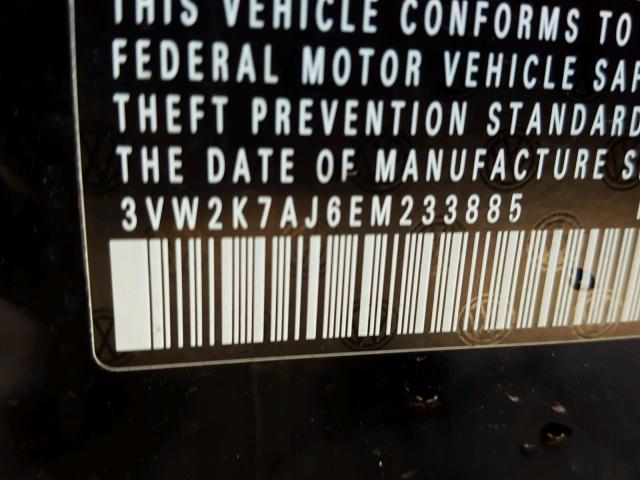 THIS VEHICLE CONFORMS TO
FEDERAL MOTOR VEHICLE
THEFT PREVENTION STANDARD
THE DATE OF MANUFACTURE
3VW2K7AJ6EM233885